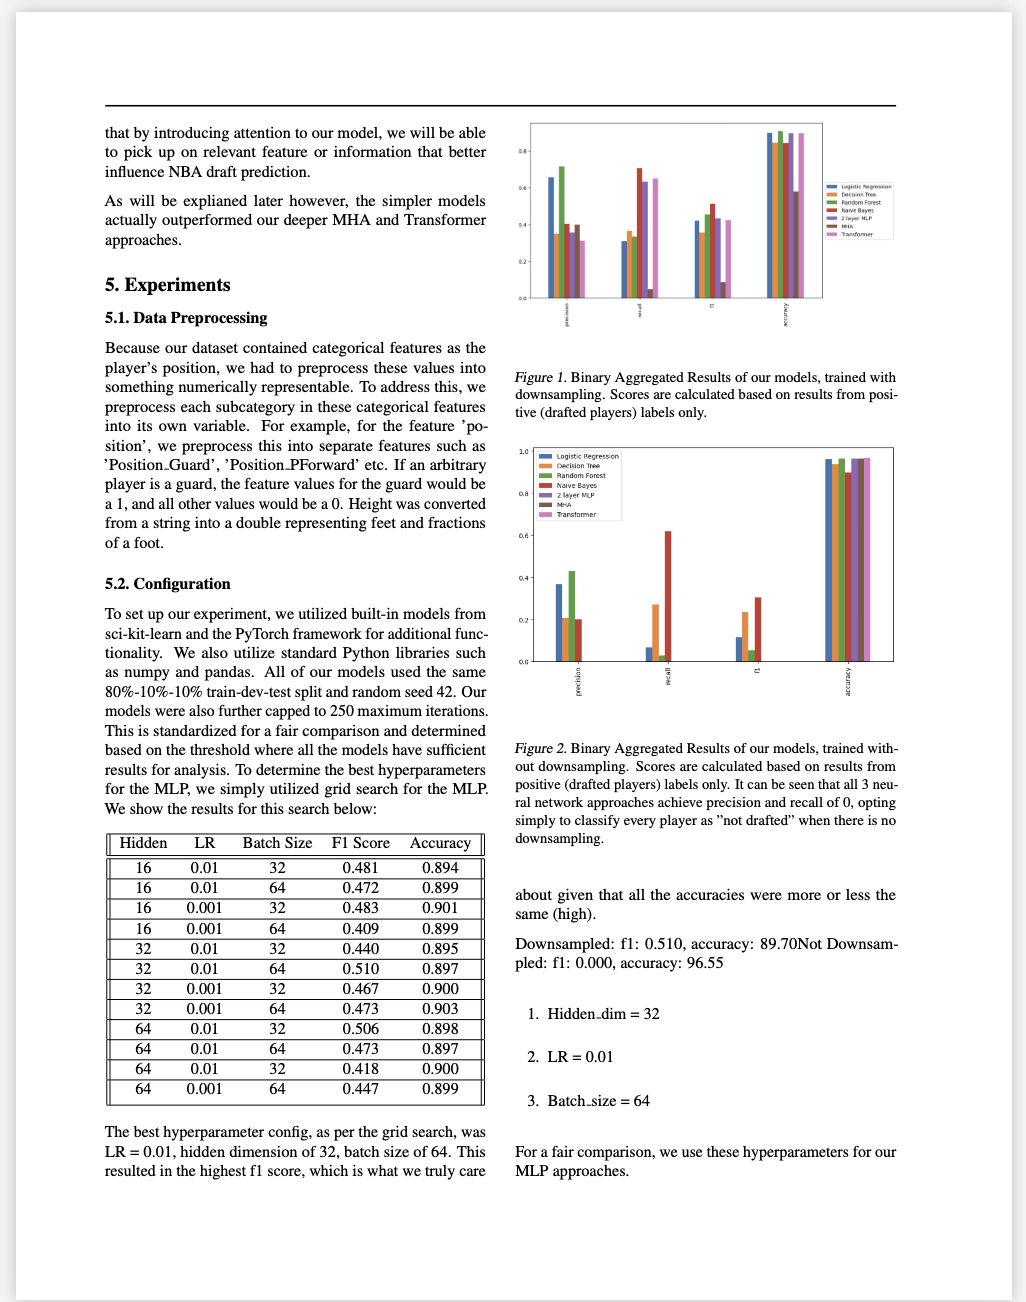 that by introducing attention to our model, we will be able
to pick up on relevant feature or information that better
influence NBA draft prediction.
As will be explianed later however, the simpler models
actually outperformed our deeper MHA and Transformer
approaches.
5. Experiments
5.1. Data Preprocessing
Because our dataset contained categorical features as the
player's position, we had to preprocess these values into
something numerically representable. To address this, we
preprocess each subcategory in these categorical features
into its own variable. For example, for the feature 'po-
sition', we preprocess this into separate features such as
'Position_Guard', 'Position_PForward' etc. If an arbitrary
player is a guard, the feature values for the guard would be
a 1, and all other values would be a 0. Height was converted
from a string into a double representing feet and fractions
of a foot.
5.2. Configuration
To set up our experiment, we utilized built-in models from
sci-kit-learn and the PyTorch framework for additional func-
tionality. We also utilize standard Python libraries such
as numpy and pandas. All of our models used the same
80%-10%-10% train-dev-test split and random seed 42. Our
models were also further capped to 250 maximum iterations.
This is standardized for a fair comparison and determined
based on the threshold where all the models have sufficient
results for analysis. To determine the best hyperparameters
for the MLP, we simply utilized grid search for the MLP.
We show the results for this search below:
Hidden LR Batch Size F1 Score Accuracy
16 0.01 32 0.481 0.894
16 0.01 64 0.472 0.899
16 0.001 32 0.483 0.901
16 0.001 64 0.409 0.899
32 0.01 32 0.440 0.895
32 0.01 64 0.510 0.897
32 0.001 32 0.467 0.900
32 0.001 64 0.473 0.903
64 0.01 32 0.506 0.898
64 0.01 64 0.473 0.897
64 0.01 32 0.418 0.900
64 0.001 64 0.447 0.899
The best hyperparameter config, as per the grid search, was
LR = 0.01, hidden dimension of 32, batch size of 64. This
resulted in the highest f1 score, which is what we truly care
0.8
0.6
0.4
0.2
0.0
precision
recall
f1
accuracy
Logistic Regression
Decision Tree
Random Forest
Naive Bayes
2 layer MLP
MHA
Transformer
Figure 1. Binary Aggregated Results of our models, trained with
downsampling. Scores are calculated based on results from posi-
tive (drafted players) labels only.
1.0
0.8
0.6
0.4
0.2
0.0
Logistic Regression
Decision Tree
Random Forest
Naive Bayes
2 layer MLP
MHA
Transformer
precision
recall
f1
accuracy
Figure 2. Binary Aggregated Results of our models, trained with-
out downsampling. Scores are calculated based on results from
positive (drafted players) labels only. It can be seen that all 3 neu-
ral network approaches achieve precision and recall of 0, opting
simply to classify every player as "not drafted" when there is no
downsampling.
about given that all the accuracies were more or less the
same (high).
Downsampled: f1: 0.510, accuracy: 89.70Not Downsam-
pled: f1: 0.000, accuracy: 96.55
1. Hidden_dim = 32
2. LR = 0.01
3. Batch_size = 64
For a fair comparison, we use these hyperparameters for our
MLP approaches.